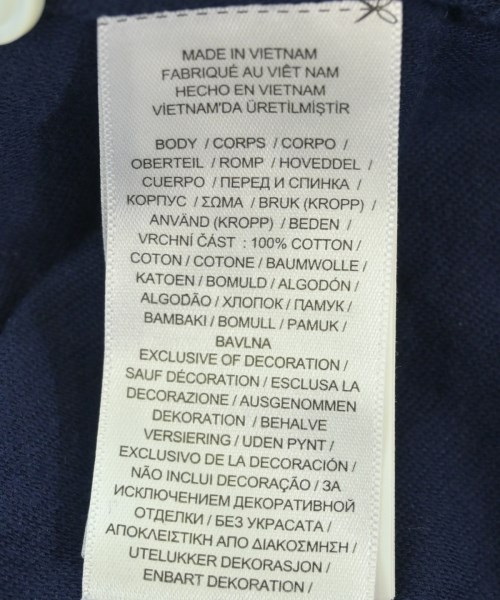 MADE IN VIETNAM
FABRIQUÉ AU VIÊT NAM
HECHO EN VIETNAM
VİETNAM'DA ÜRETİLMİŞTİR
BODY / CORPS / CORPO /
OBERTEIL / ROMP / HOVEDDEL /
CUERPO / ПЕРЕД И СПИНКА /
КОРПУС / ΣΩΜΑ / BRUK (KROPP) /
ANVÄND (KROPP) / BEDEN /
VRCHNÍ ČÁST : 100% COTTON /
COTON / COTONE / BAUMWOLLE /
KATOEN / BOMULD / ALGODÓN /
ALGODÃO / ХЛОПОК / ПАМУК /
BAMBAKI / BOMULL / PAMUK /
BAVLNA
EXCLUSIVE OF DECORATION /
SAUF DÉCORATION / ESCLUSA LA
DECORAZIONE / AUSGENOMMEN
DEKORATION / BEHALVE
VERSIERING / UDEN PYNT /
EXCLUSIVO DE LA DECORACIÓN /
NÃO INCLUI DECORAÇÃO / ЗА
ИСКЛЮЧЕНИЕМ ДЕКОРАТИВНОЙ
ОТДЕЛКИ / БЕЗ УКРАСАТА /
ΑΠΟΚΛΕΙΣΤΙΚΗ ΑΠΟ ΔΙΑΚΟΣΜΗΣΗ /
UTELUKKER DEKORASJON /
ENBART DEKORATION /